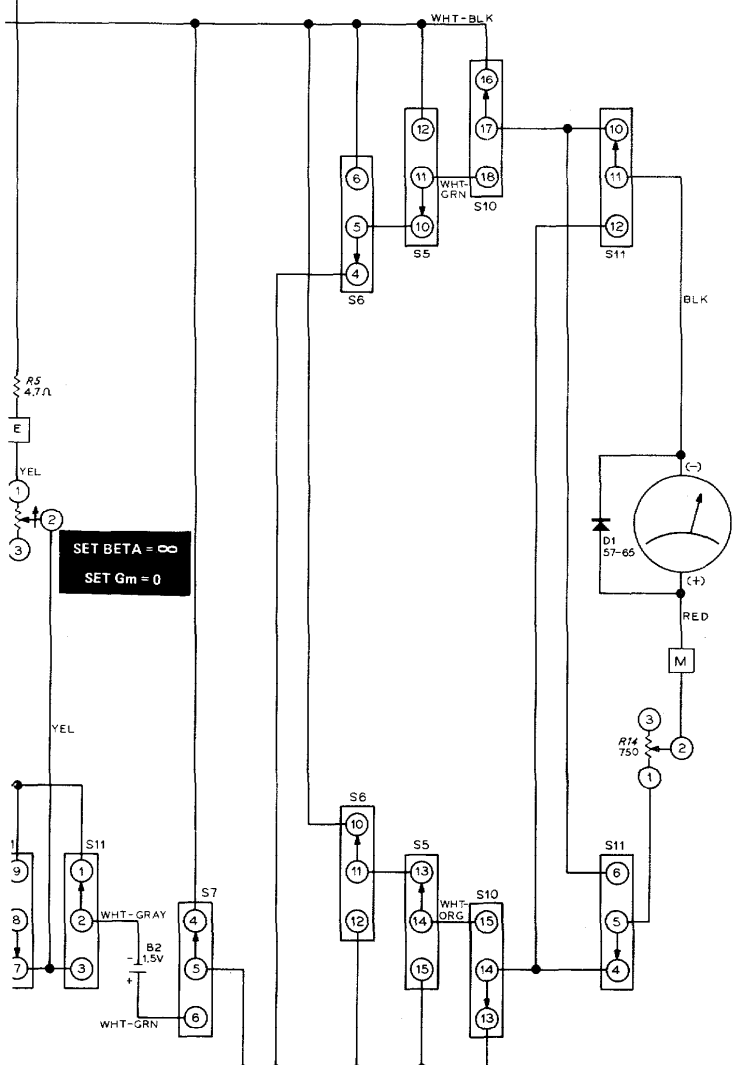 WHT-BLK
16
12
17
10
6
11
18
11
WHT-
GRN
S10
5
10
12
S5
S11
4
S6
BLK
R5
4.7Ω
E
(-)
YEL
1
2
3
SET BETA = ∞
SET Gm = 0
D1
57-65
(+)
RED
M
3
R14
750
2
1
YEL
S6
10
S11
S5
S11
9
1
11
13
6
S7
WHT-
ORG
S10
8
2
WHT-GRAY
4
12
14
15
5
B2
1.5V
-
+
7
3
5
15
14
4
WHT-GRN
6
13